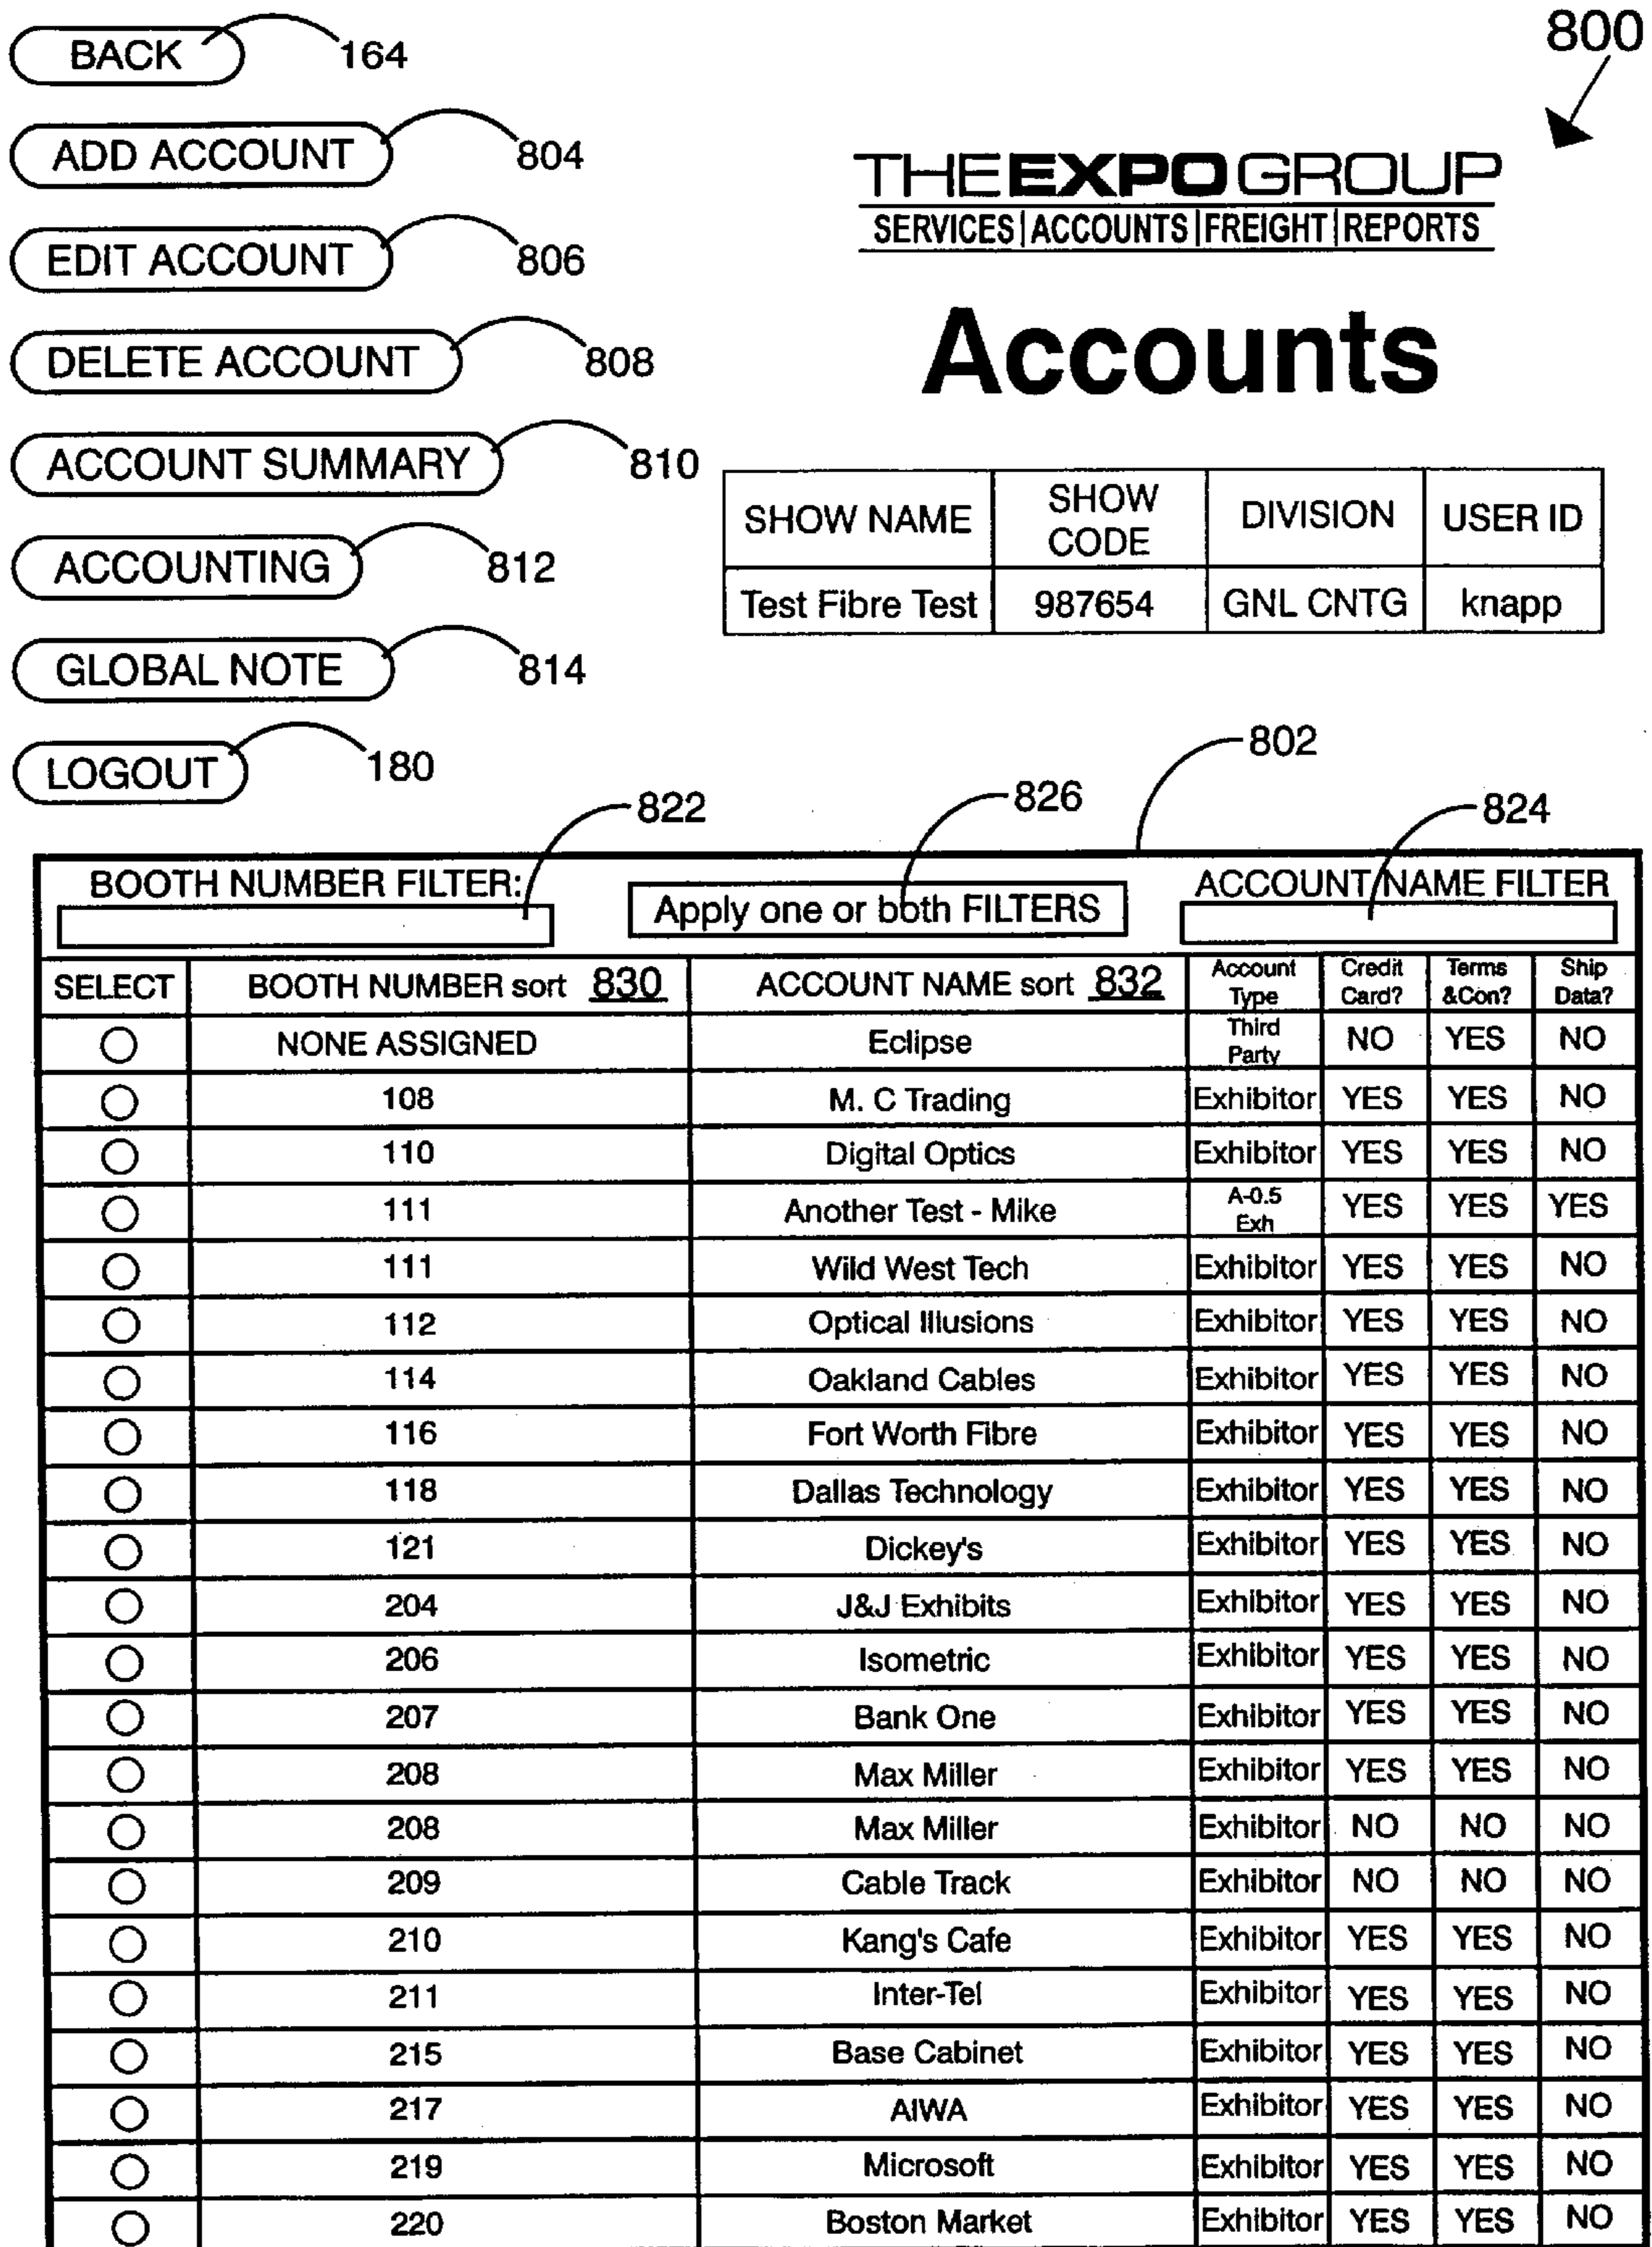 BACK 164
800
ADD ACCOUNT 804
THE EXPO GROUP
SERVICES|ACCOUNTS|FREIGHT|REPORTS
EDIT ACCOUNT 806
DELETE ACCOUNT 808
Accounts
ACCOUNT SUMMARY 810
SHOW NAME SHOW CODE DIVISION USER ID
Test Fibre Test 987654 GNL CNTG knapp
ACCOUNTING 812
GLOBAL NOTE 814
LOGOUT 180
802
822 826 824
BOOTH NUMBER FILTER: Apply one or both FILTERS ACCOUNT NAME FILTER
SELECT BOOTH NUMBER sort 830 ACCOUNT NAME sort 832 Account Type Credit Card? Terms &Con? Ship Data?
NONE ASSIGNED Eclipse Third Party NO YES NO
108 M. C Trading Exhibitor YES YES NO
110 Digital Optics Exhibitor YES YES NO
111 Another Test - Mike A-0.5 Exh YES YES YES
111 Wild West Tech Exhibitor YES YES NO
112 Optical Illusions Exhibitor YES YES NO
114 Oakland Cables Exhibitor YES YES NO
116 Fort Worth Fibre Exhibitor YES YES NO
118 Dallas Technology Exhibitor YES YES NO
121 Dickey's Exhibitor YES YES NO
204 J&J Exhibits Exhibitor YES YES NO
206 Isometric Exhibitor YES YES NO
207 Bank One Exhibitor YES YES NO
208 Max Miller Exhibitor YES YES NO
208 Max Miller Exhibitor NO NO NO
209 Cable Track Exhibitor NO NO NO
210 Kang's Cafe Exhibitor YES YES NO
211 Inter-Tel Exhibitor YES YES NO
215 Base Cabinet Exhibitor YES YES NO
217 AIWA Exhibitor YES YES NO
219 Microsoft Exhibitor YES YES NO
220 Boston Market Exhibitor YES YES NO